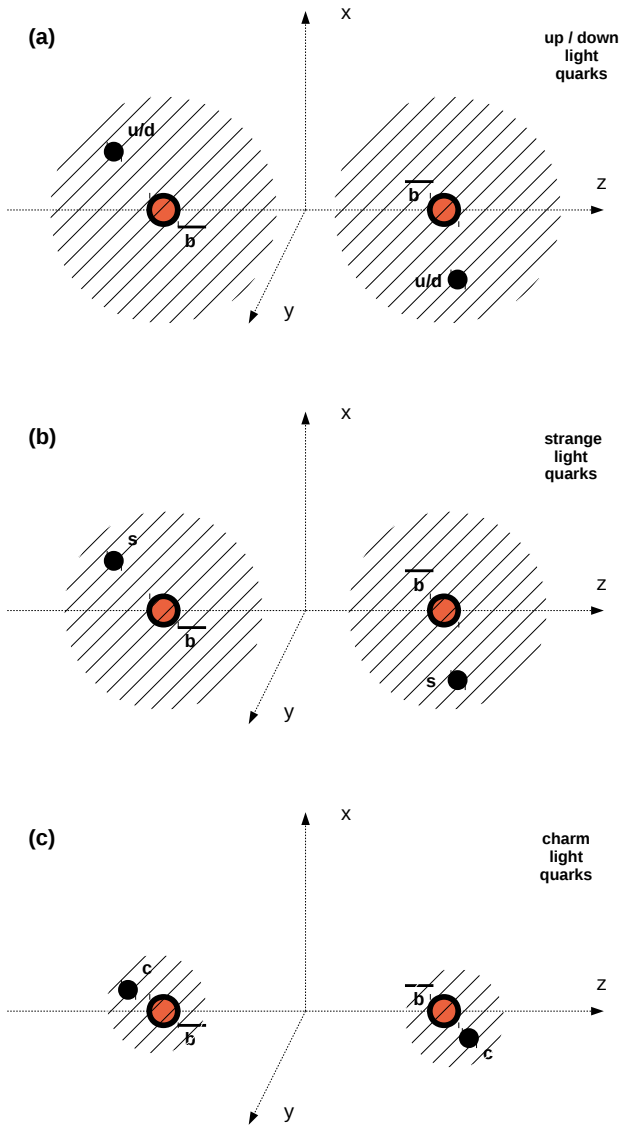 (a)
x
up / down
light
quarks
u/d
b
z
b
u/d
y
(b)
x
strange
light
quarks
s
b
z
b
s
y
(c)
x
charm
light
quarks
c
b
z
b
c
y